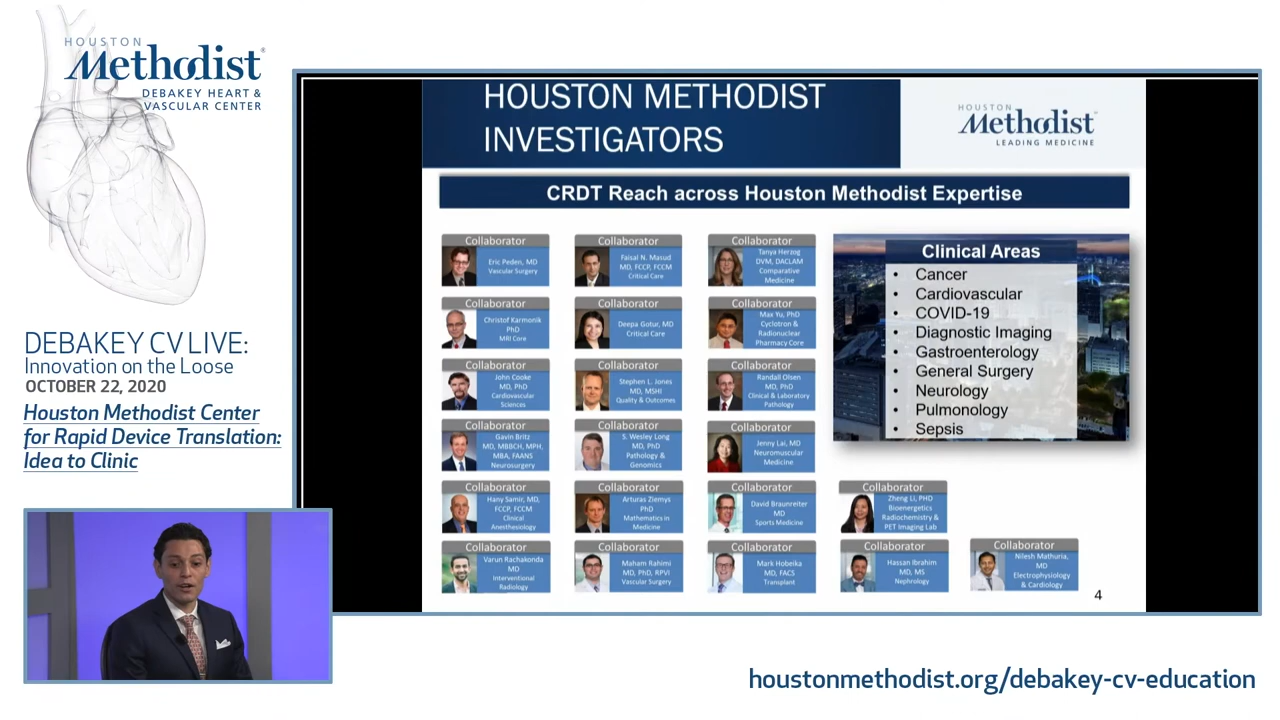 HOUSTON
Methodist
DEBAKEY HEART &
VASCULAR CENTER
DEBAKEY CV LIVE:
Innovation on the Loose
OCTOBER 22, 2020
Houston Methodist Center
for Rapid Device Translation:
Idea to Clinic
HOUSTON METHODIST
INVESTIGATORS
HOUSTON
Methodist
LEADING MEDICINE
CRDT Reach across Houston Methodist Expertise
Collaborator
Eric Peden, MD
Vascular Surgery
Collaborator
Faisal N. Masud
MD, FCCP, FCCM
Critical Care
Collaborator
Tanya Herzog
DVM, DACLAM
Comparative
Medicine
Collaborator
Christof Karmonik
PhD
MRI Core
Collaborator
Deepa Gotur, MD
Critical Care
Collaborator
Max Yu, PhD
Cyclotron &
Radionuclear
Pharmacy Core
Collaborator
John Cooke
MD, PhD
Cardiovascular
Sciences
Collaborator
Stephen L. Jones
MD, MSHI
Quality & Outcomes
Collaborator
Randall Olsen
MD, PhD
Clinical & Laboratory
Pathology
Collaborator
Gavin Britz
MD, MBBCH, MPH,
MBA, FAANS
Neurosurgery
Collaborator
S. Wesley Long
MD, PhD
Pathology &
Genomics
Collaborator
Jenny Lai, MD
Neuromuscular
Medicine
Collaborator
Hany Samir, MD,
FCCP, FCCM
Clinical
Anesthesiology
Collaborator
Arturas Ziemys
PhD
Mathematics in
Medicine
Collaborator
David Braunreiter
MD
Sports Medicine
Collaborator
Zheng Li, PHD
Bioenergetics
Radiochemistry &
PET Imaging Lab
Collaborator
Varun Rachakonda
MD
Interventional
Radiology
Collaborator
Maham Rahimi
MD, PhD, RPVI
Vascular Surgery
Collaborator
Mark Hobeika
MD, FACS
Transplant
Collaborator
Hassan Ibrahim
MD, MS
Nephrology
Collaborator
Nilesh Mathuria,
MD
Electrophysiology
& Cardiology
Clinical Areas
• Cancer
• Cardiovascular
• COVID-19
• Diagnostic Imaging
• Gastroenterology
• General Surgery
• Neurology
• Pulmonology
• Sepsis
4
houstonmethodist.org/debakey-cv-education